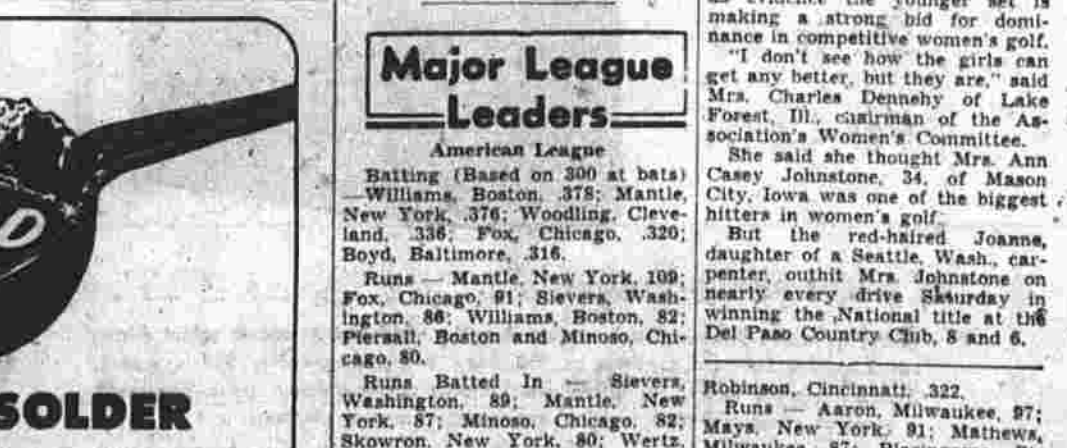 D
SOLDER
Major League
Leaders
American League
Batting (Based on 300 at bats)
—Williams, Boston, .378; Mantle,
New York, .376; Woodling, Cleve-
land, .336; Fox, Chicago, .320;
Boyd, Baltimore, .316.
Runs — Mantle, New York, 109;
Fox, Chicago, 91; Sievers, Wash-
ington, 86; Williams, Boston, 82;
Piersall, Boston and Minoso, Chi-
cago, 80.
Runs Batted In — Sievers,
Washington, 89; Mantle, New
York, 87; Minoso, Chicago, 82;
Skowron, New York, 80; Wertz,
as evidence the younger set is
making a strong bid for domi-
nance in competitive women's golf.
"I don't see how the girls can
get any better, but they are," said
Mrs. Charles Dennehy of Lake
Forest, Ill., chairman of the As-
sociation's Women's Committee.
She said she thought Mrs. Ann
Casey Johnstone, 34, of Mason
City, Iowa was one of the biggest
hitters in women's golf.
But the red-haired Joanne,
daughter of a Seattle, Wash., car-
penter, outhit Mrs. Johnstone on
nearly every drive Saturday in
winning the National title at the
Del Paso Country Club, 8 and 6.
Robinson, Cincinnati, .322.
Runs — Aaron, Milwaukee, 97;
Mays, New York, 91; Mathews,
Milwaukee, 87;